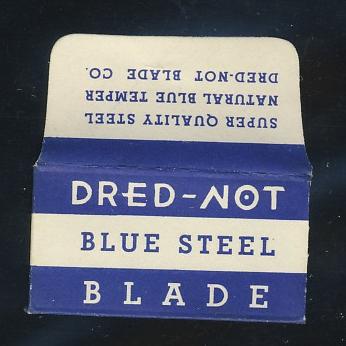 SUPER QUALITY STEEL
NATURAL BLUE TEMPER
DRED-NOT BLADE CO.
DRED-NOT
BLUE STEEL
BLADE